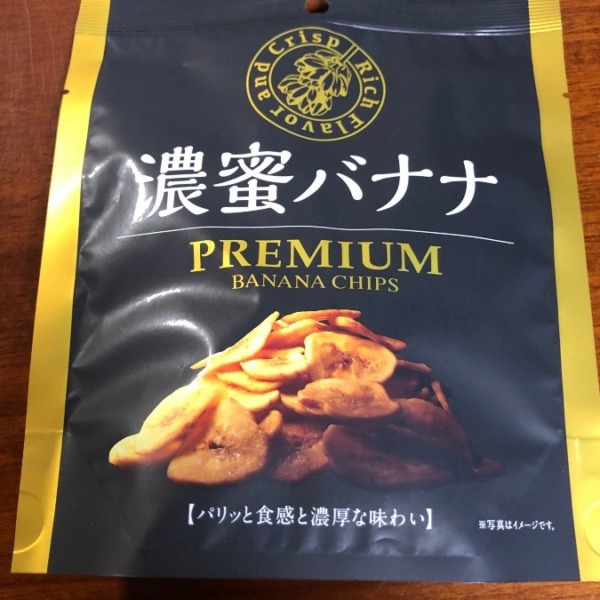 Rich Flavor and Crisp
濃蜜バナナ
PREMIUM
BANANA CHIPS
【パリッと食感と濃厚な味わい】
※写真はイメージです。